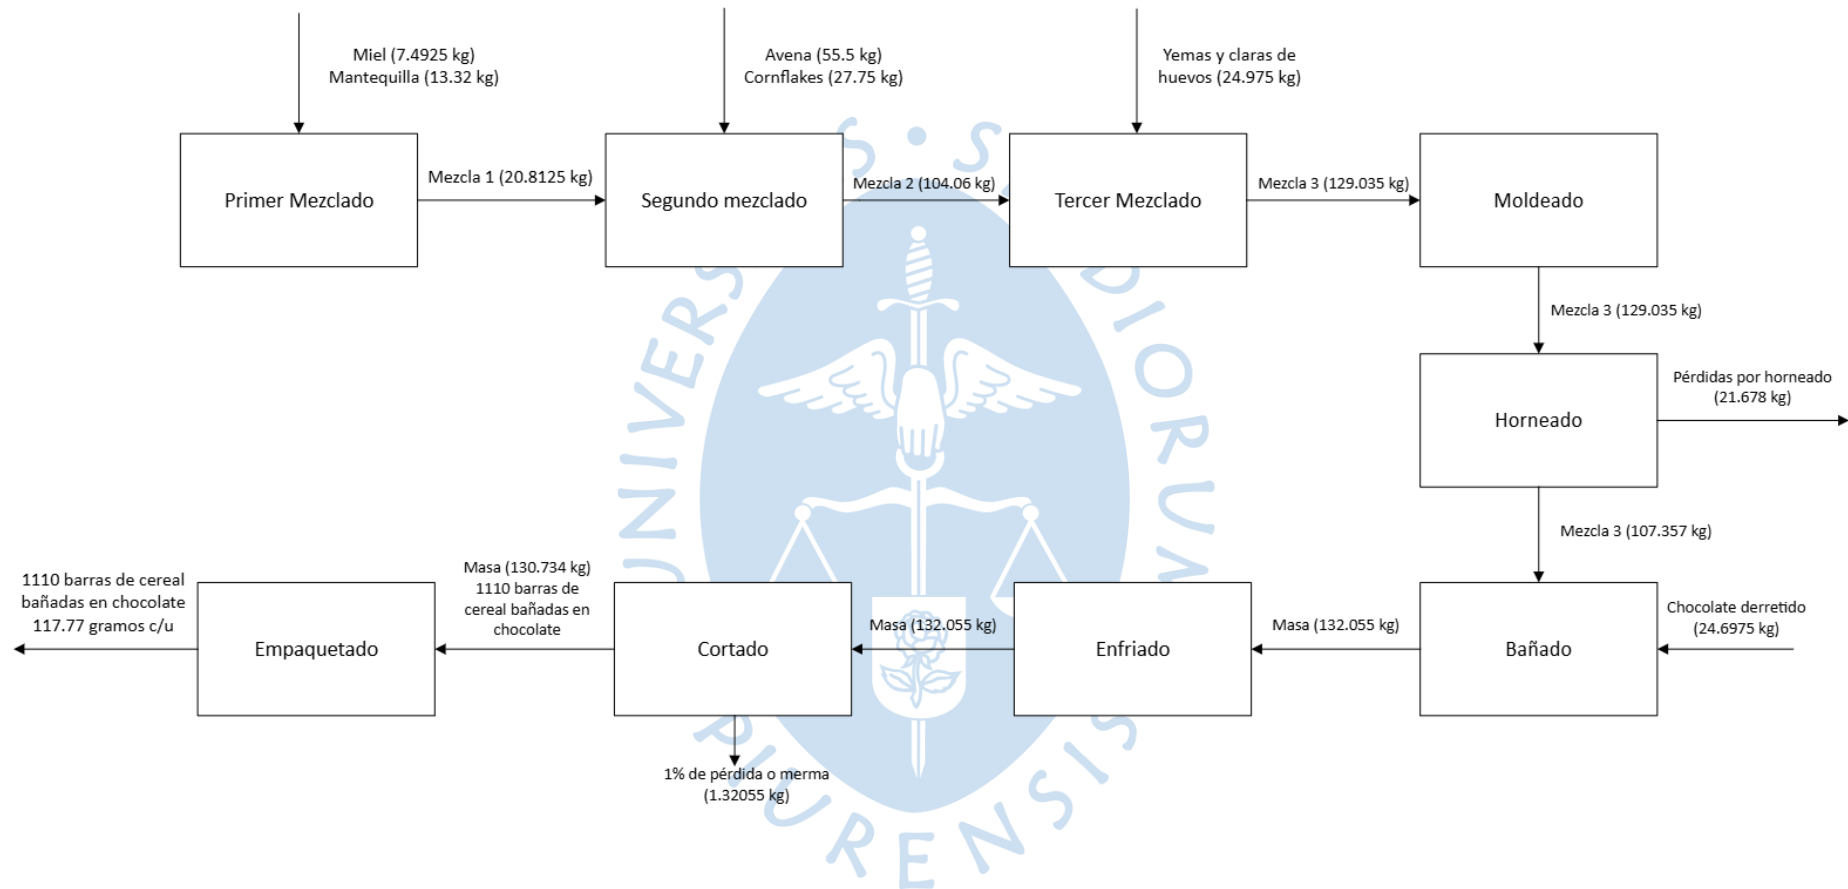 Miel (7.4925 kg)
Mantequilla (13.32 kg)
Avena (55.5 kg)
Cornflakes (27.75 kg)
Yemas y claras de
huevos (24.975 kg)
Primer Mezclado
Mezcla 1 (20.8125 kg)
Segundo mezclado
Mezcla 2 (104.06 kg)
Tercer Mezclado
Mezcla 3 (129.035 kg)
Moldeado
Mezcla 3 (129.035 kg)
Horneado
Pérdidas por horneado
(21.678 kg)
Mezcla 3 (107.357 kg)
Chocolate derretido
(24.6975 kg)
Bañado
Masa (132.055 kg)
Enfriado
Masa (132.055 kg)
Cortado
1% de pérdida o merma
(1.32055 kg)
Masa (130.734 kg)
1110 barras de
cereal bañadas en
chocolate
Empaquetado
1110 barras de cereal
bañadas en chocolate
117.77 gramos c/u
PIURENSIS